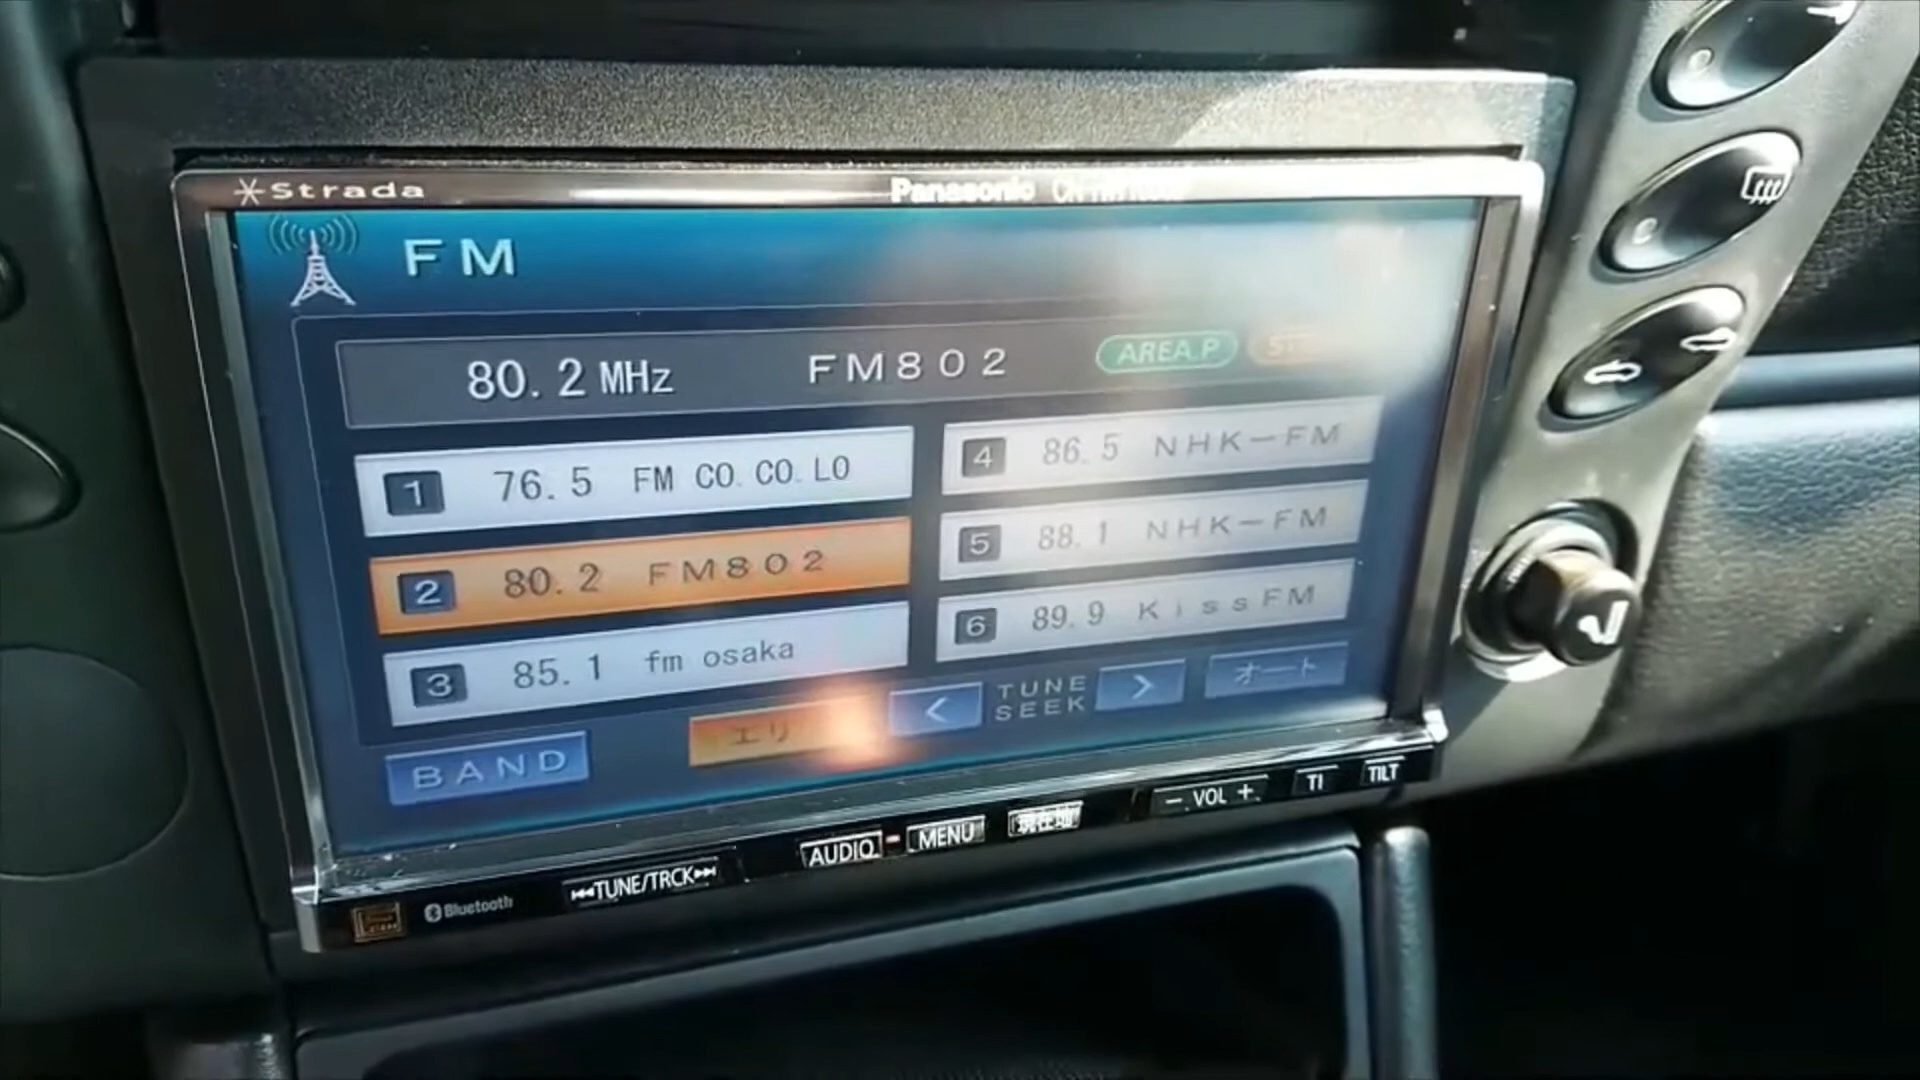 Strada Panasonic
FM
80.2 MHz FM802 AREA.P
1 76.5 FM CO.CO.LO
2 80.2 FM802
3 85.1 fm osaka
4 86.5 NHK-FM
5 88.1 NHK-FM
6 89.9 KissFM
BAND < TUNE SEEK > オート
Bluetooth TUNE/TRCK AUDIO MENU 現在地 - VOL + TI TILT